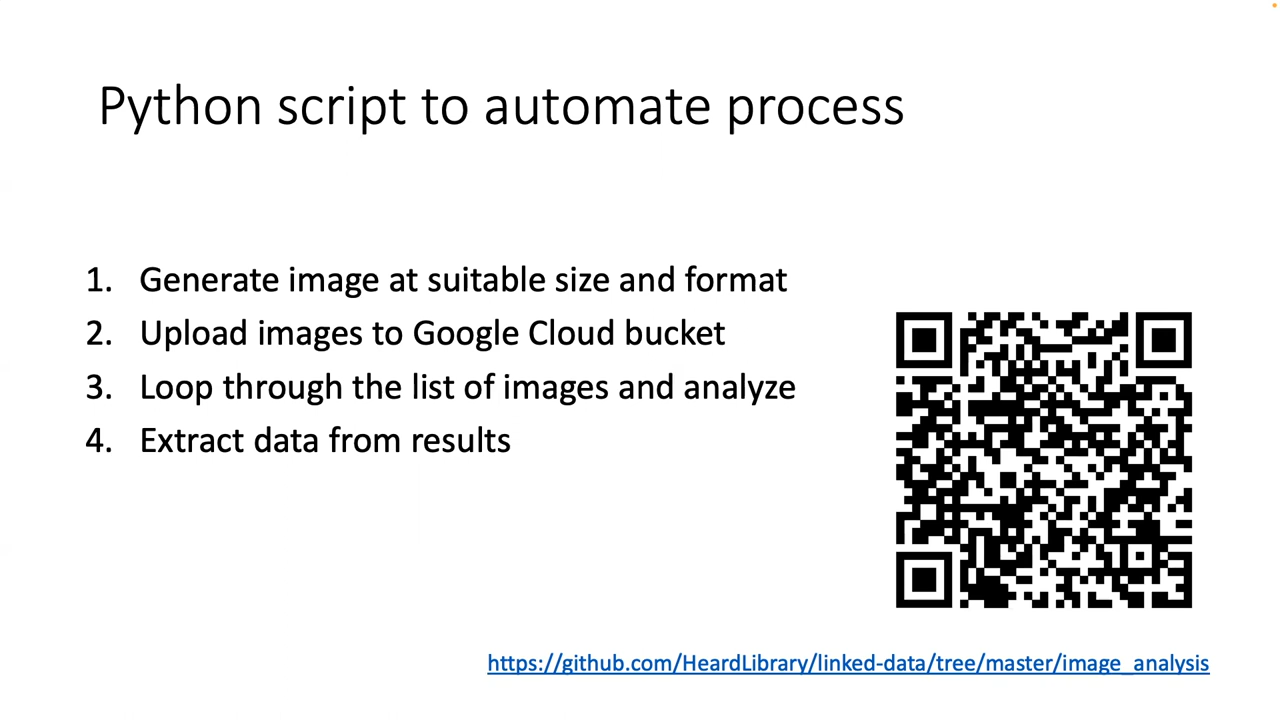 Python script to automate process
1. Generate image at suitable size and format
2. Upload images to Google Cloud bucket
3. Loop through the list of images and analyze
4. Extract data from results
https://github.com/HeardLibrary/linked-data/tree/master/image_analysis